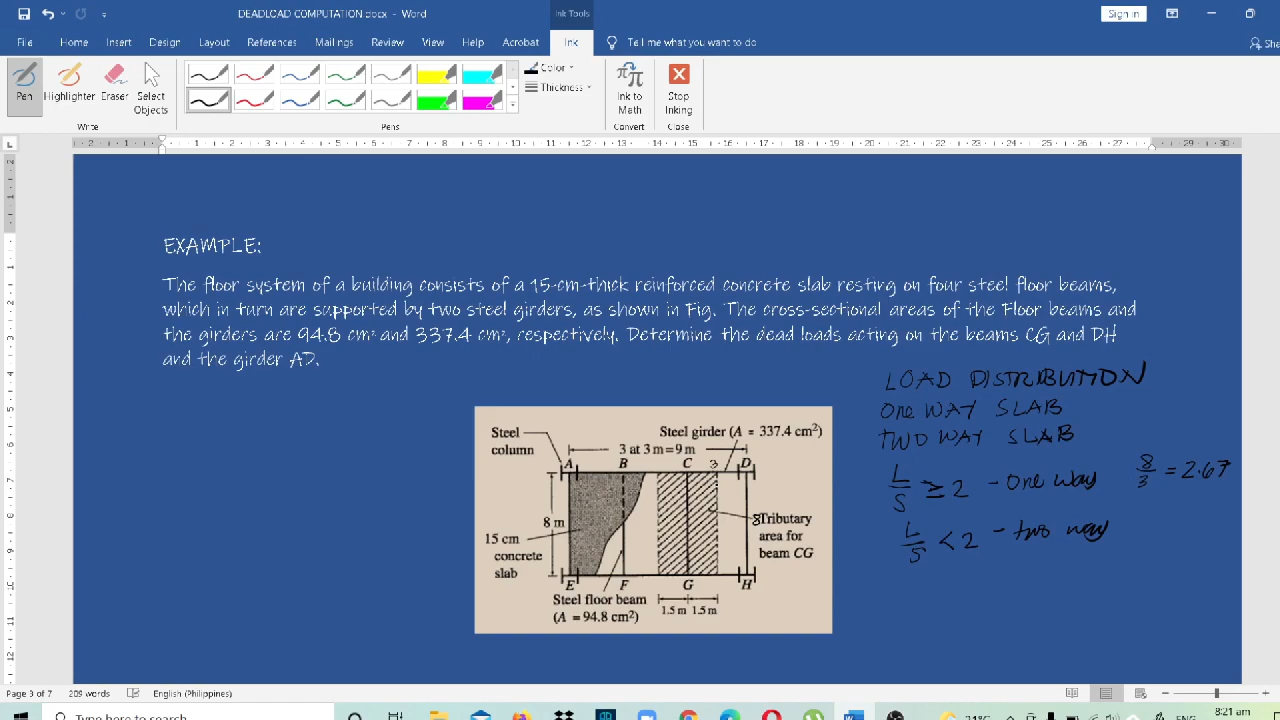 DEADLOAD COMPUTATION.docx - Word
Ink Tools
Sign in
File Home Insert Design Layout References Mailings Review View Help Acrobat Ink Tell me what you want to do
Pen Highlighter Eraser Select Objects
Color
Thickness
Ink to Math
Stop Inking
Write Pens Convert Close
EXAMPLE:
The floor system of a building consists of a 15-cm-thick reinforced concrete slab resting on four steel floor beams,
which in turn are supported by two steel girders, as shown in Fig. The cross-sectional areas of the Floor beams and
the girders are 94.8 cm² and 337.4 cm², respectively. Determine the dead loads acting on the beams CG and DH
and the girder AD.
LOAD DISTRIBUTION
One WAY SLAB
TWO WAY SLAB
L/S ≥ 2 - One way
8/3 = 2.67
L/S < 2 - two way
Steel column
Steel girder (A = 337.4 cm²)
3 at 3 m = 9 m
A B C 3 D
8 m
8
Tributary area for beam CG
15 cm concrete slab
E F G H
Steel floor beam
(A = 94.8 cm²)
1.5 m 1.5 m
Page 3 of 7 209 words English (Philippines)
8:21 am
Type here to search
ENG